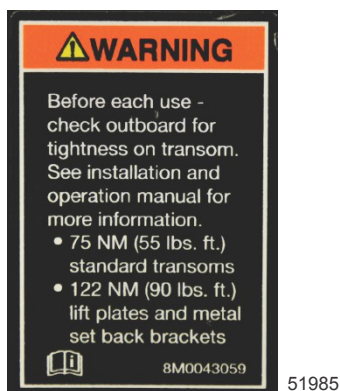 WARNING
Before each use -
check outboard for
tightness on transom.
See installation and
operation manual for
more information.
• 75 NM (55 lbs. ft.)
standard transoms
• 122 NM (90 lbs. ft.)
lift plates and metal
set back brackets
8M0043059
51985